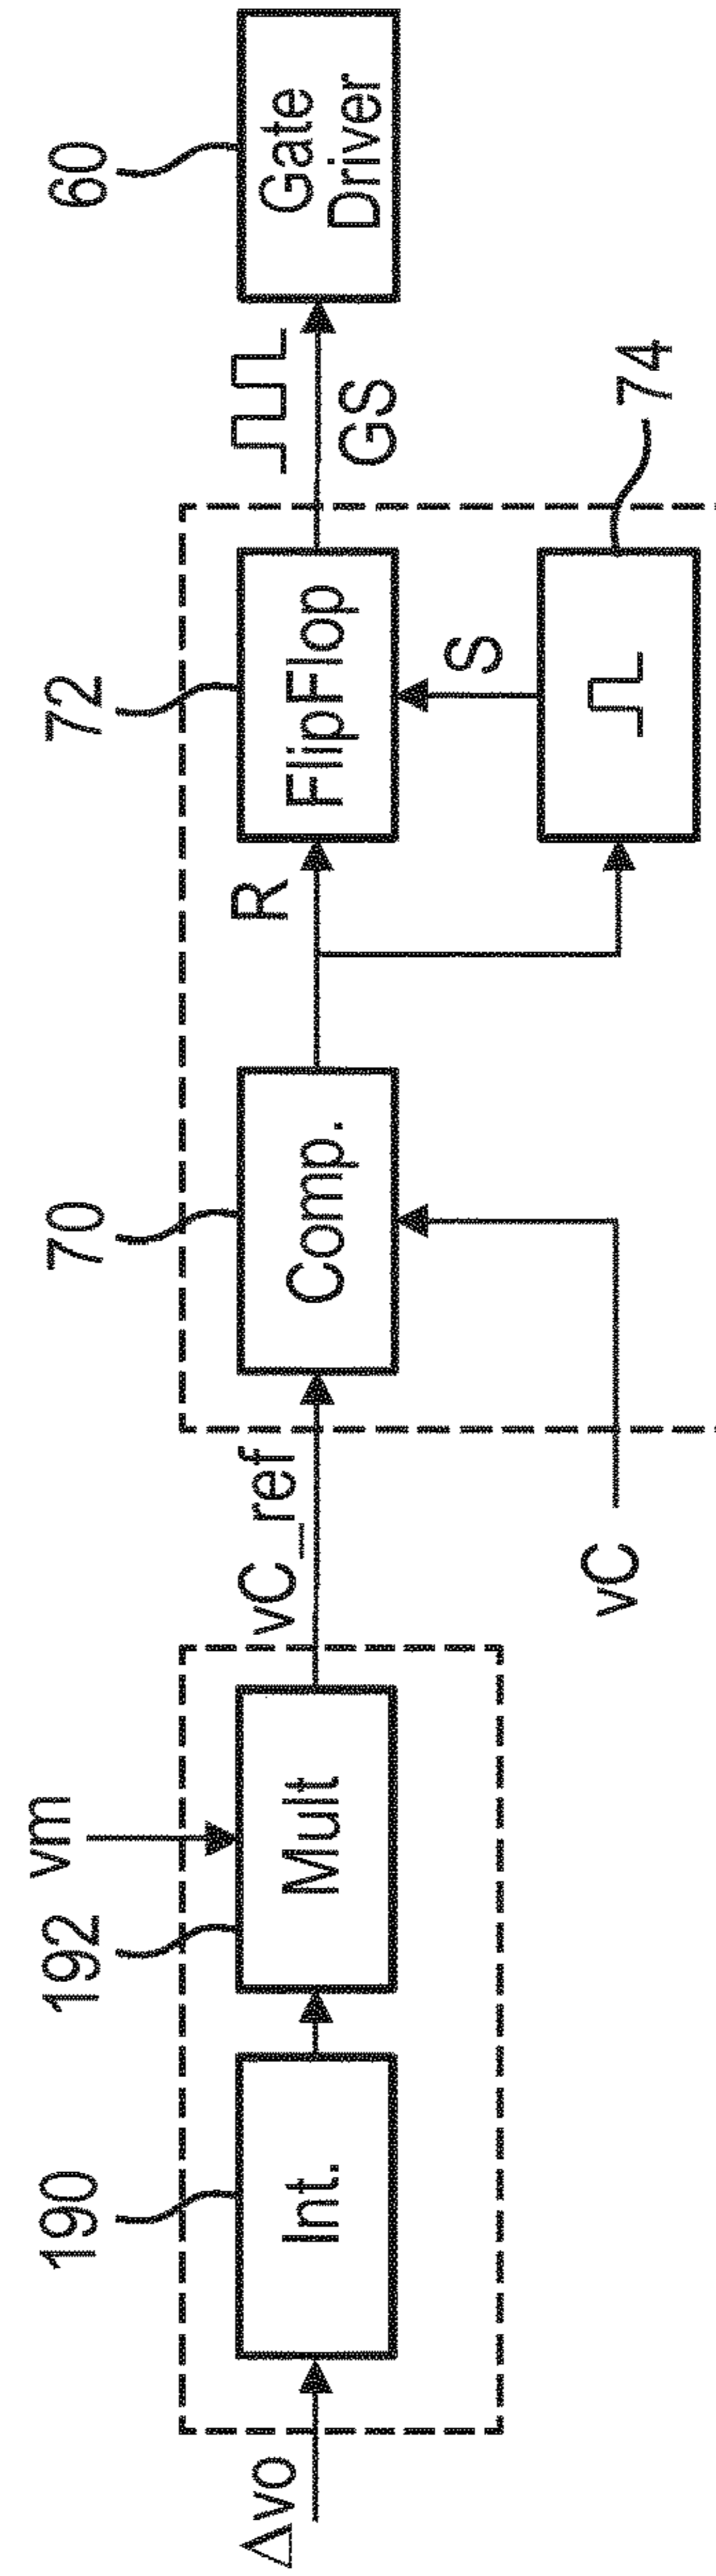 190
192
vm
70
72
60
Δvo
Int.
Mult
vC_ref
Comp.
R
FlipFlop
GS
Gate
Driver
S
vC
74